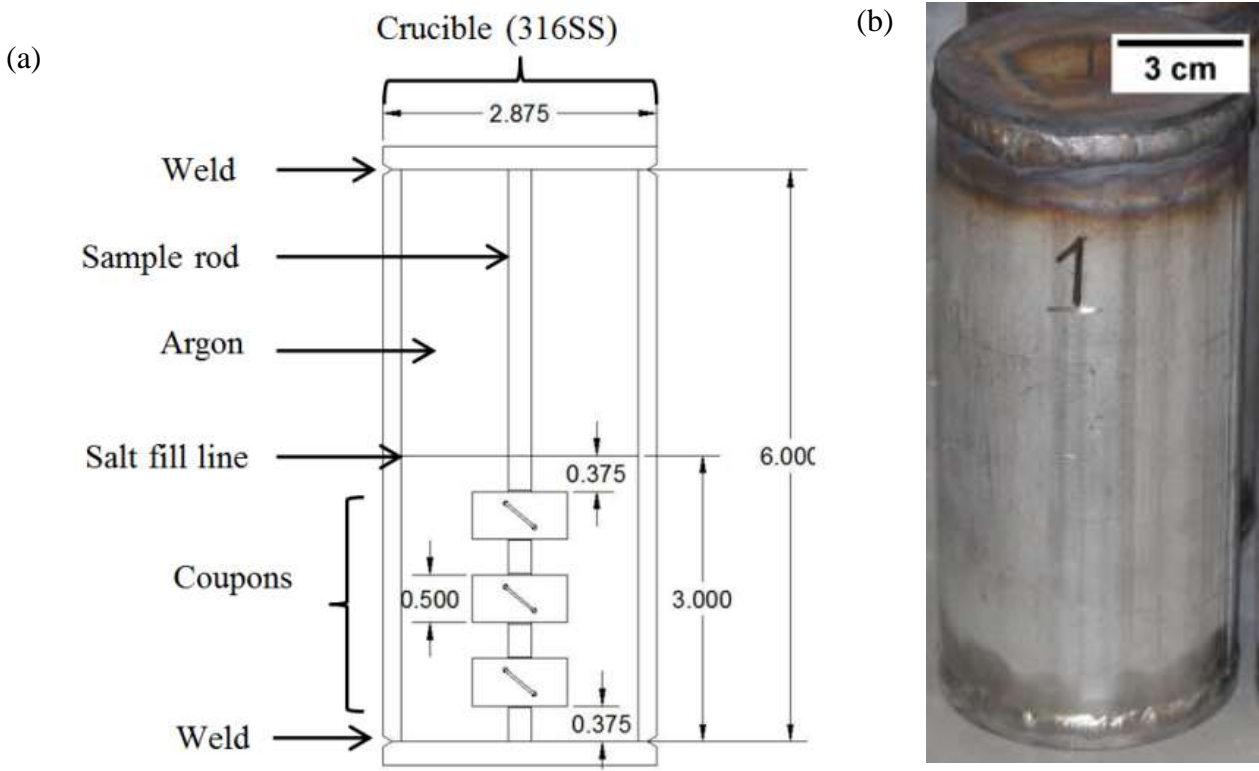 (a)
Crucible (316SS)
2.875
Weld
Sample rod
Argon
Salt fill line
0.375
6.000
Coupons
0.500
3.000
0.375
Weld
(b)
3 cm
1